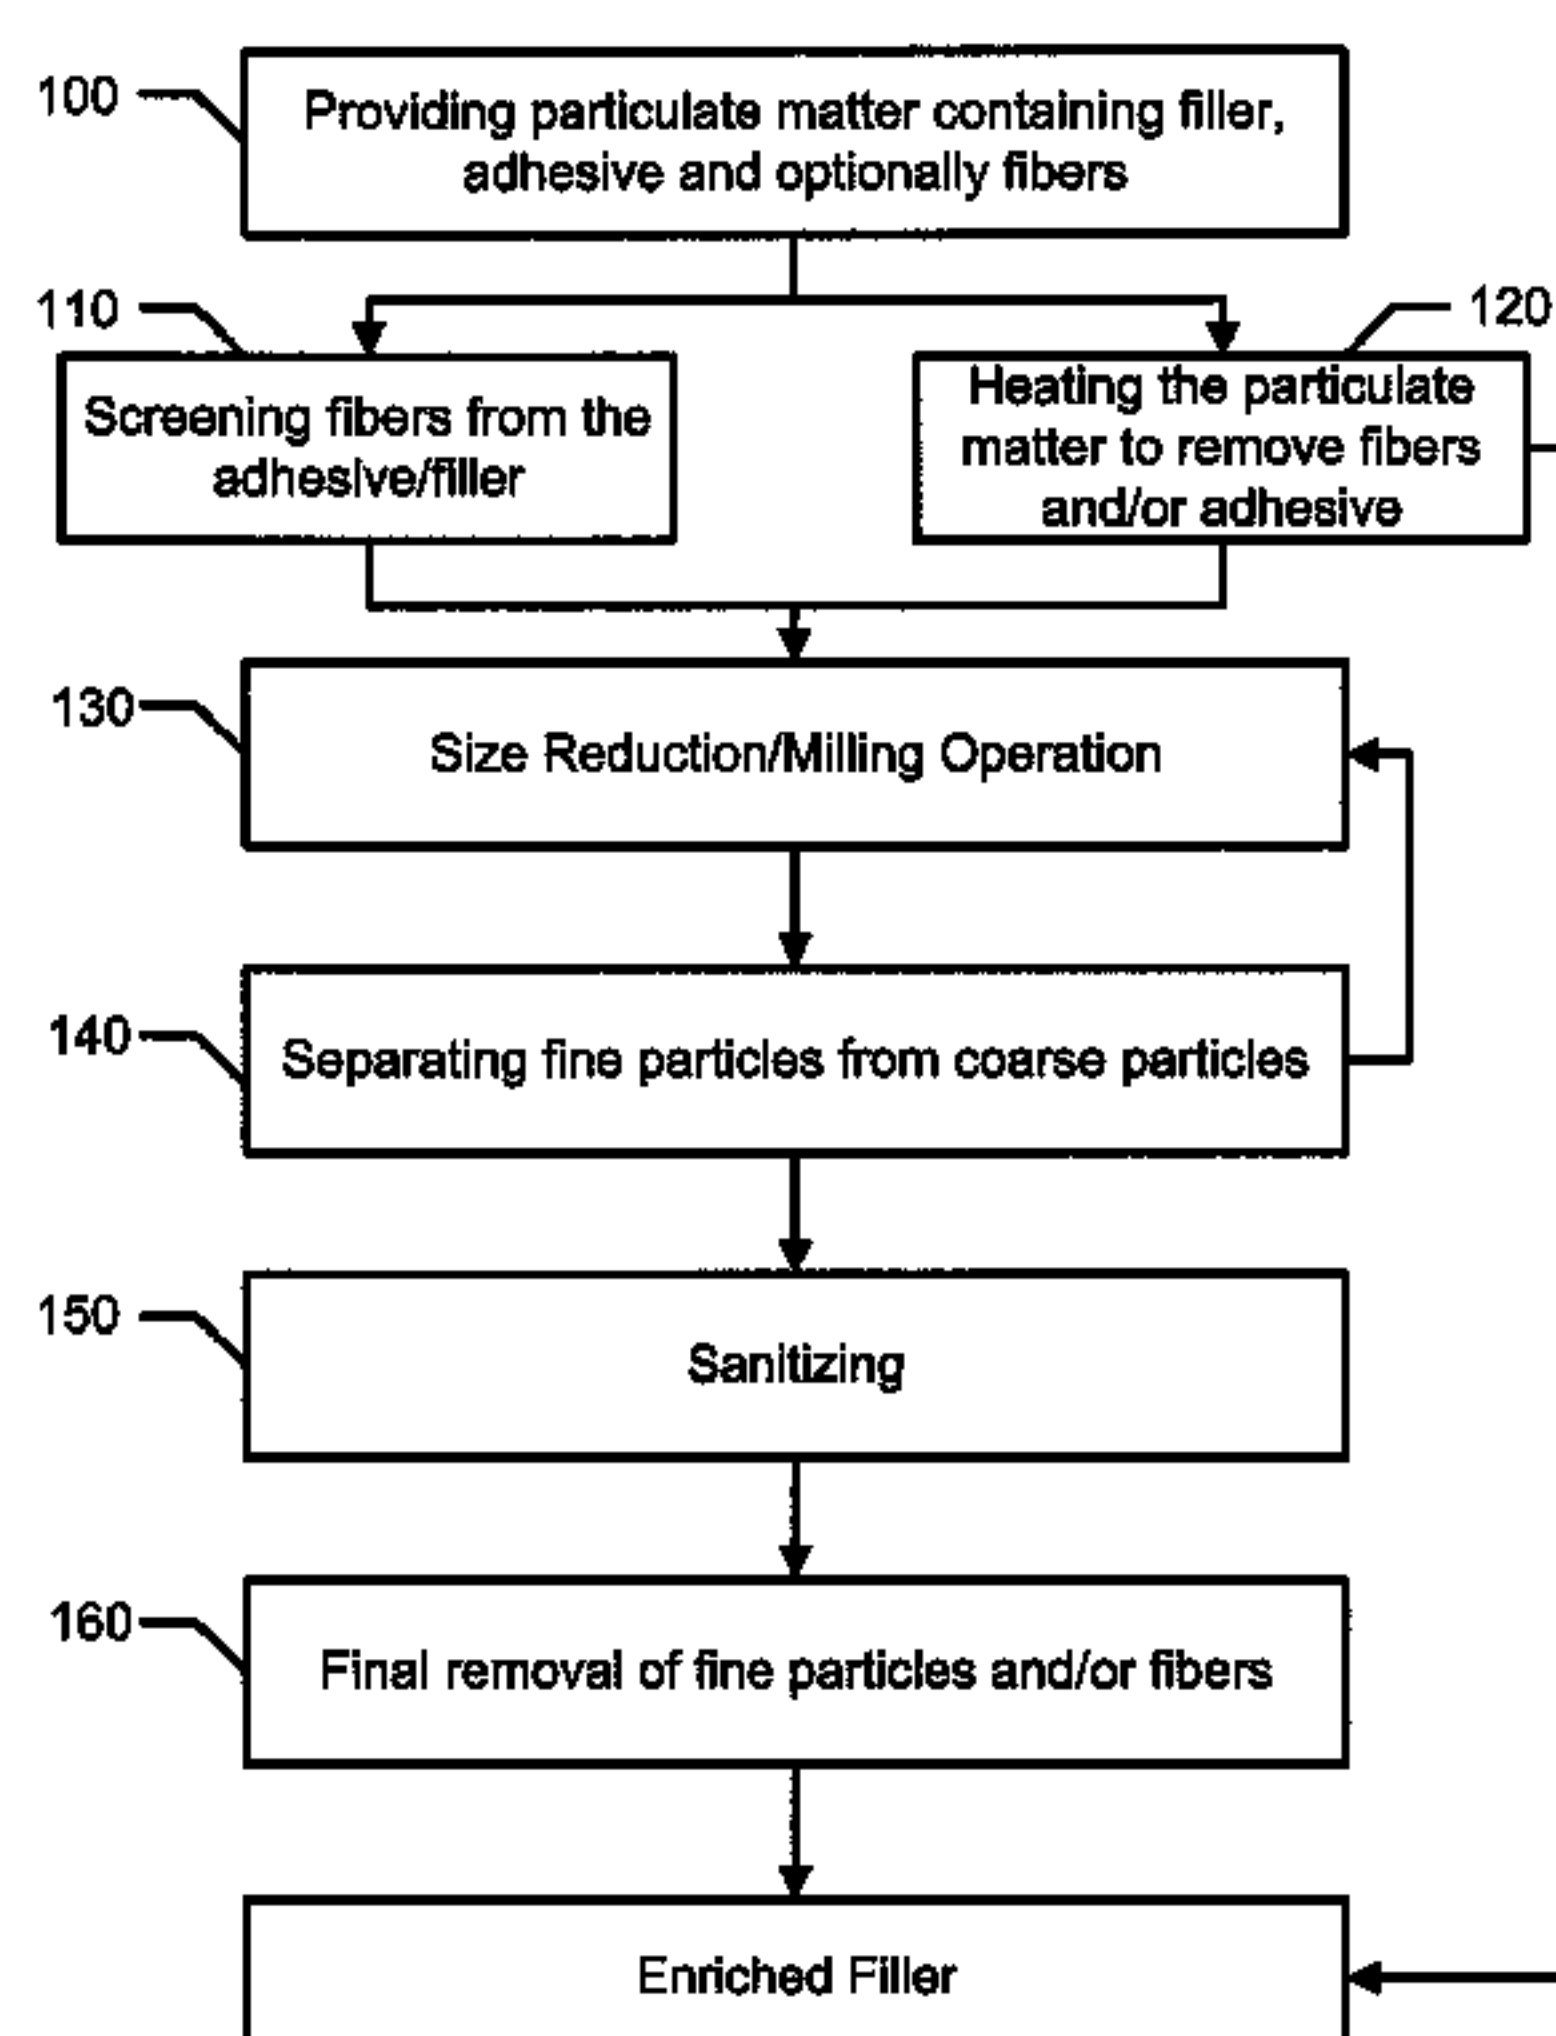 100
Providing particulate matter containing filler,
adhesive and optionally fibers
110
120
Screening fibers from the
adhesive/filler
Heating the particulate
matter to remove fibers
and/or adhesive
130
Size Reduction/Milling Operation
140
Separating fine particles from coarse particles
150
Sanitizing
160
Final removal of fine particles and/or fibers
Enriched Filler